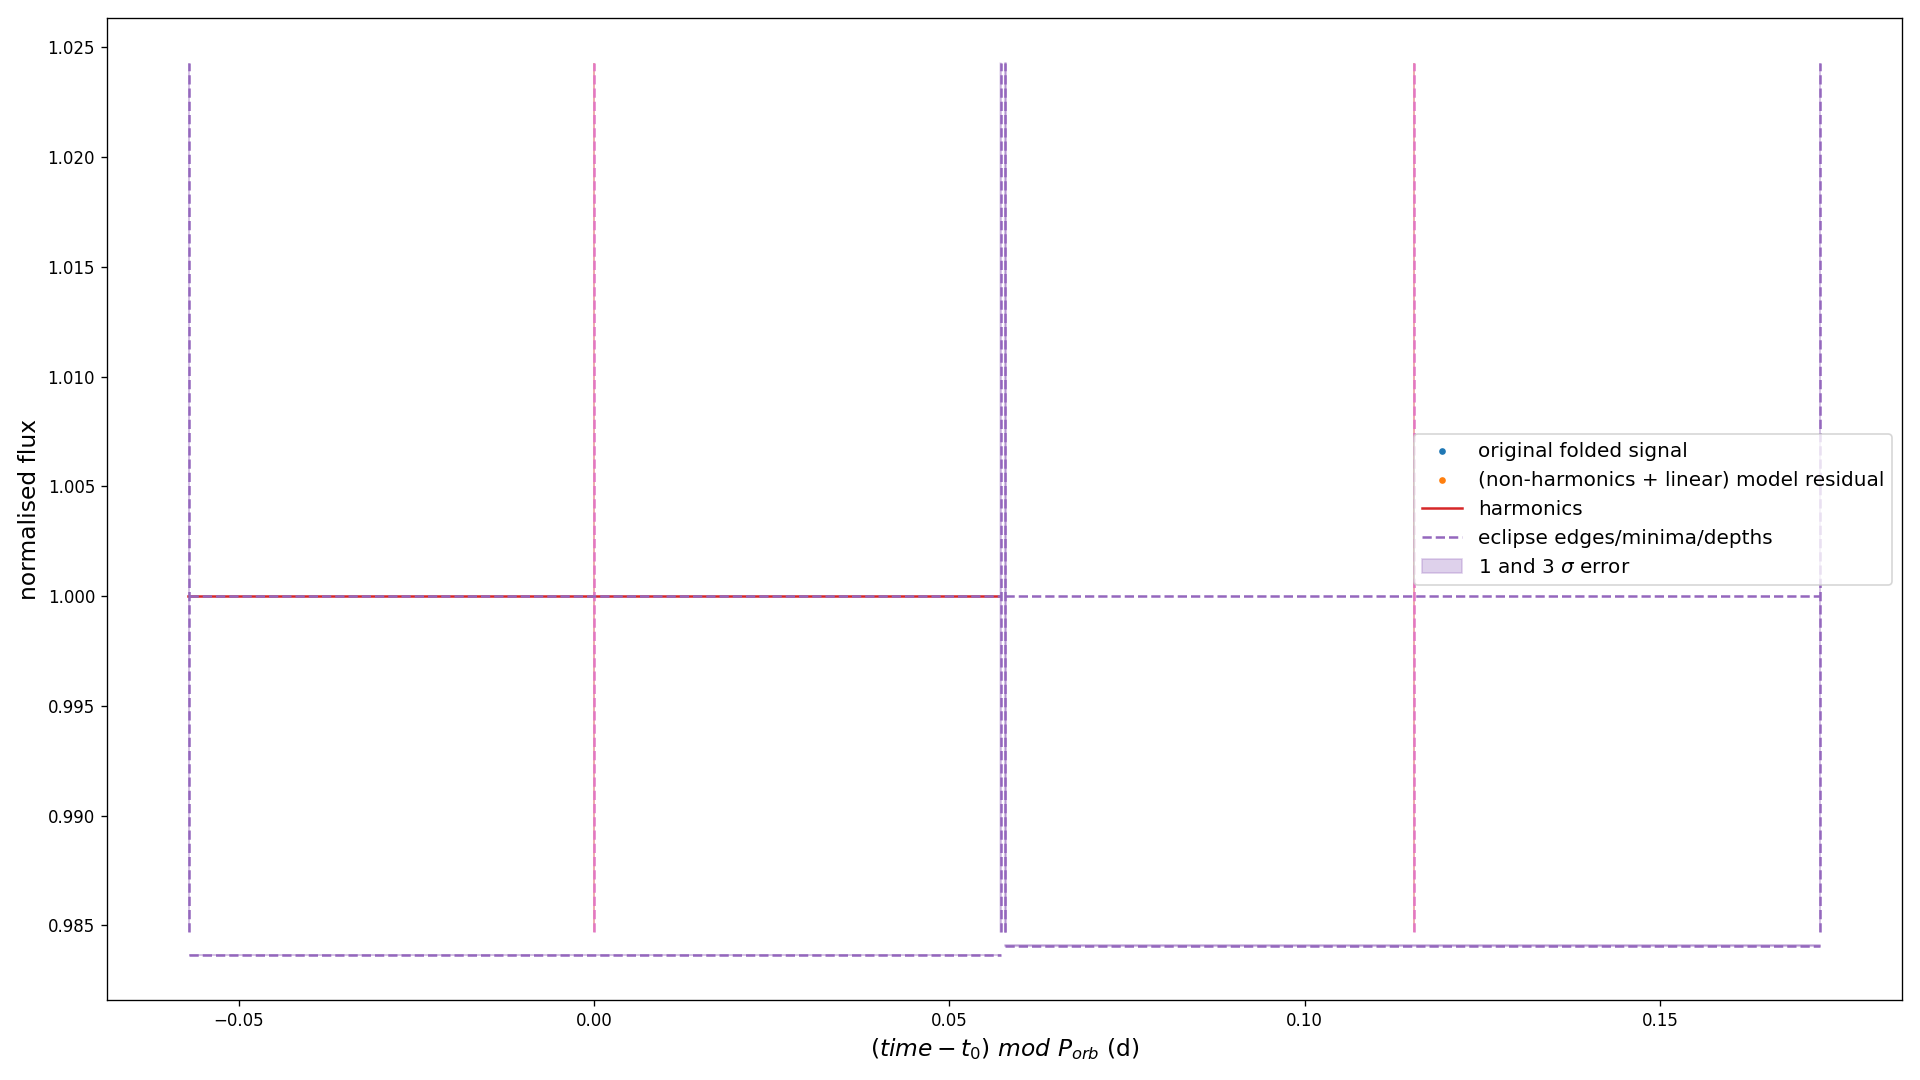 1.025
1.020
1.015
1.010
1.005
1.000
0.995
0.990
0.985
normalised flux
original folded signal
(non-harmonics + linear) model residual
harmonics
eclipse edges/minima/depths
1 and 3 σ error
−0.05 0.00 0.05 0.10 0.15
(time − t₀) mod Pₒᵣb (d)